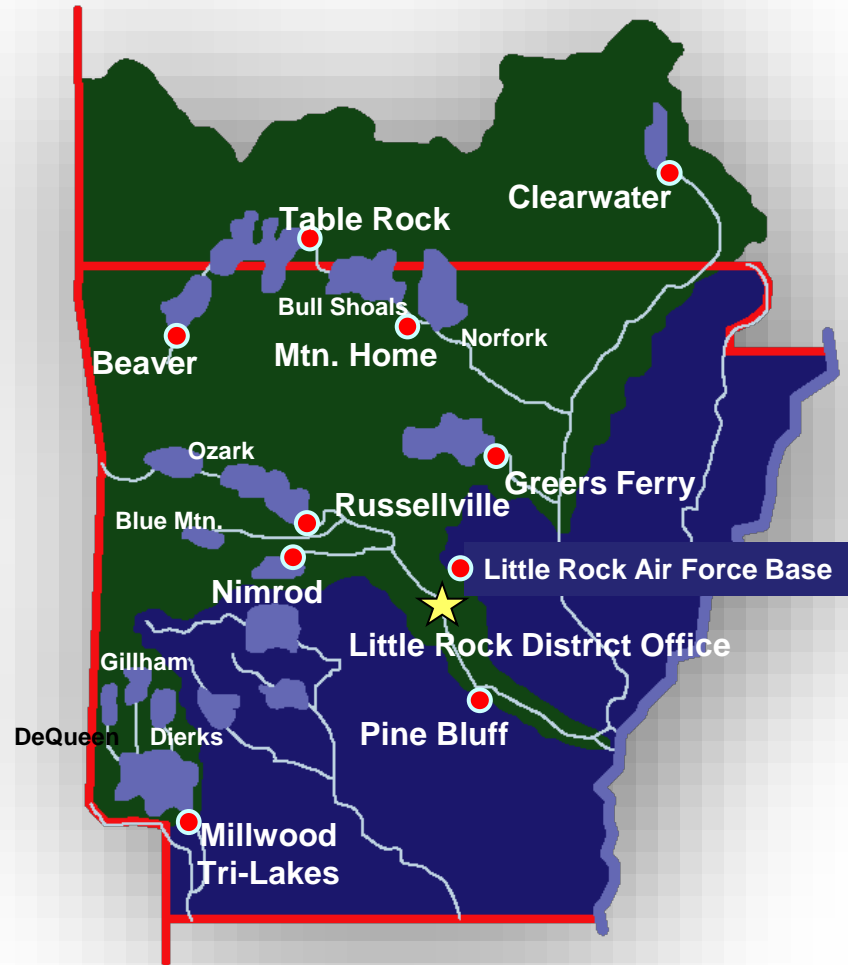 Clearwater
Table Rock
Bull Shoals
Norfork
Beaver
Mtn. Home
Ozark
Greers Ferry
Russellville
Blue Mtn.
Little Rock Air Force Base
Nimrod
Little Rock District Office
Gillham
DeQueen
Dierks
Pine Bluff
Millwood
Tri-Lakes